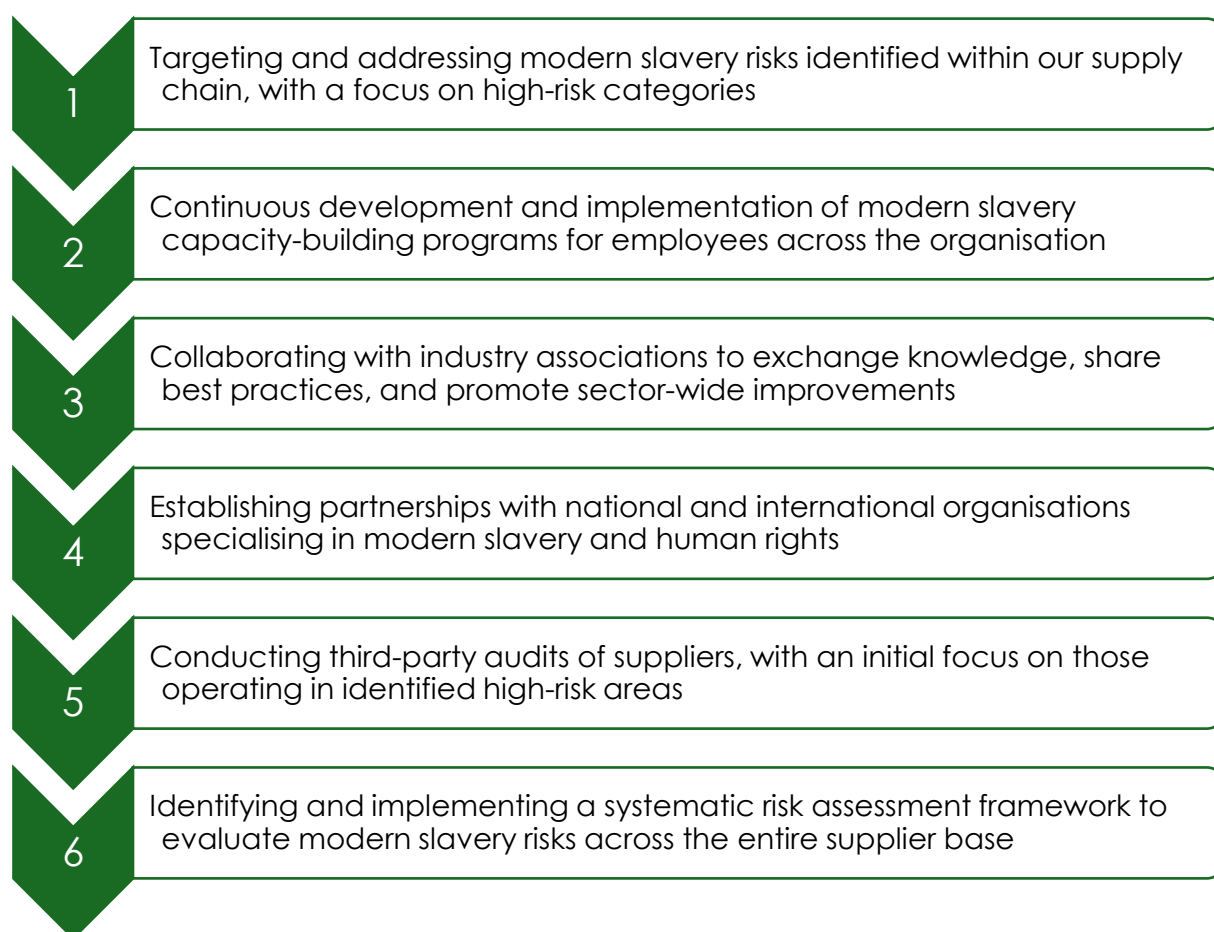 1
Targeting and addressing modern slavery risks identified within our supply
chain, with a focus on high-risk categories
2
Continuous development and implementation of modern slavery
capacity-building programs for employees across the organisation
3
Collaborating with industry associations to exchange knowledge, share
best practices, and promote sector-wide improvements
4
Establishing partnerships with national and international organisations
specialising in modern slavery and human rights
5
Conducting third-party audits of suppliers, with an initial focus on those
operating in identified high-risk areas
6
Identifying and implementing a systematic risk assessment framework to
evaluate modern slavery risks across the entire supplier base